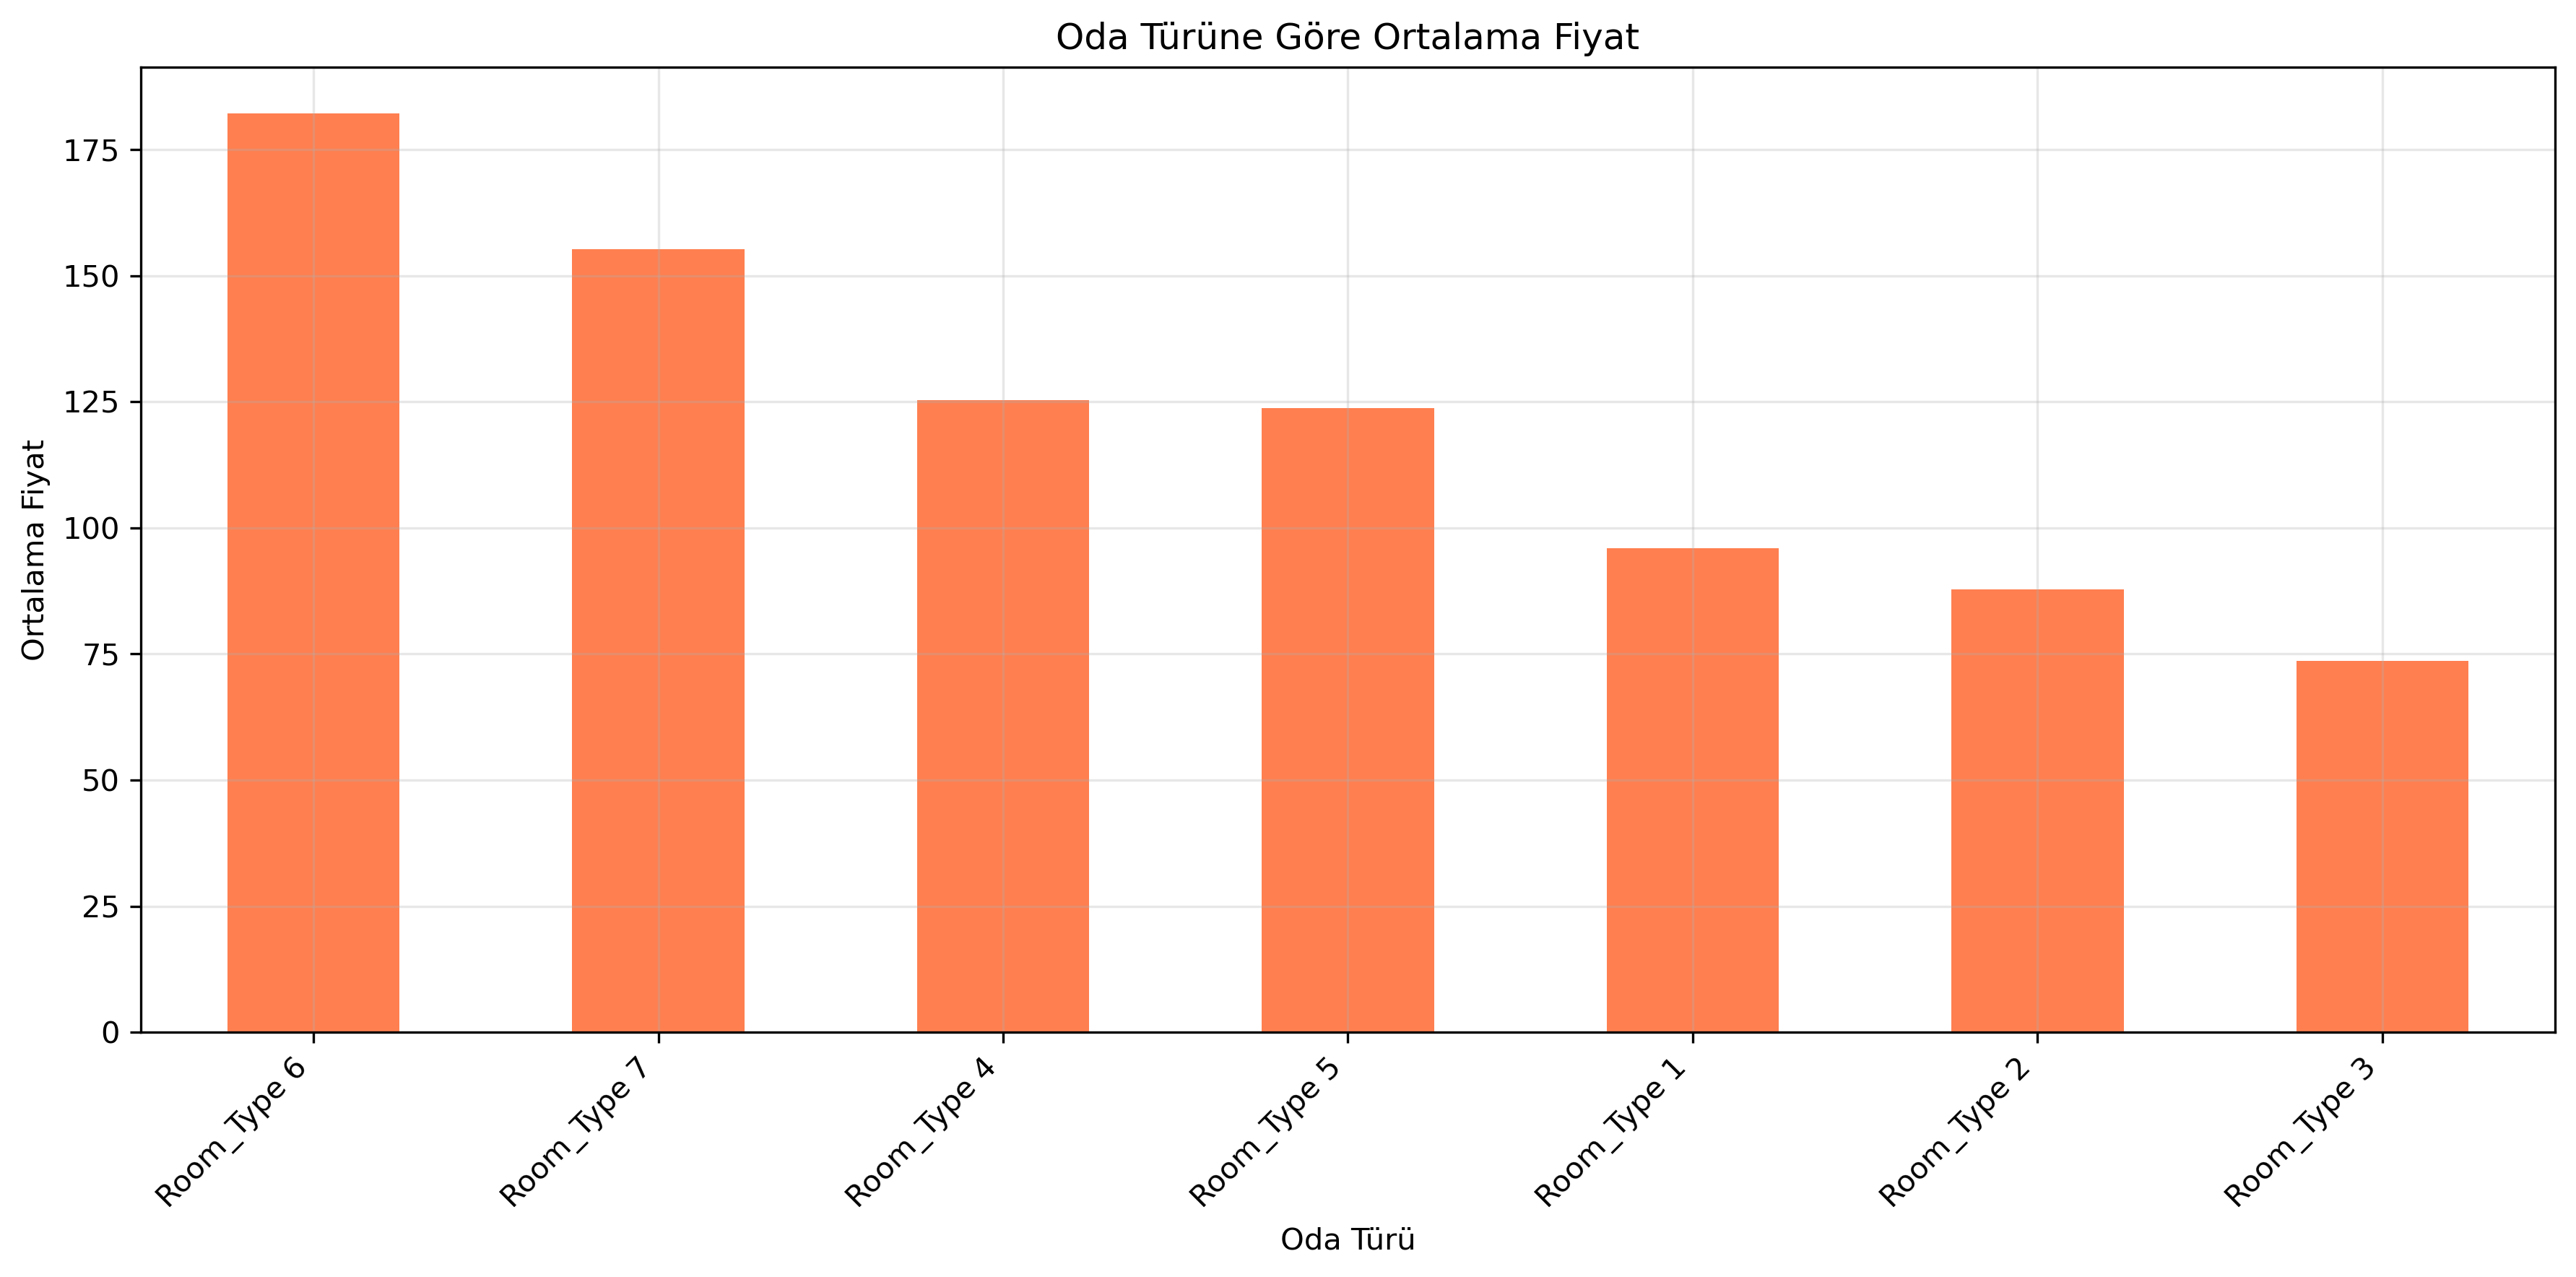 Oda Türüne Göre Ortalama Fiyat
Ortalama Fiyat
175
150
125
100
75
50
25
0
Room_Type 6
Room_Type 7
Room_Type 4
Room_Type 5
Room_Type 1
Room_Type 2
Room_Type 3
Oda Türü